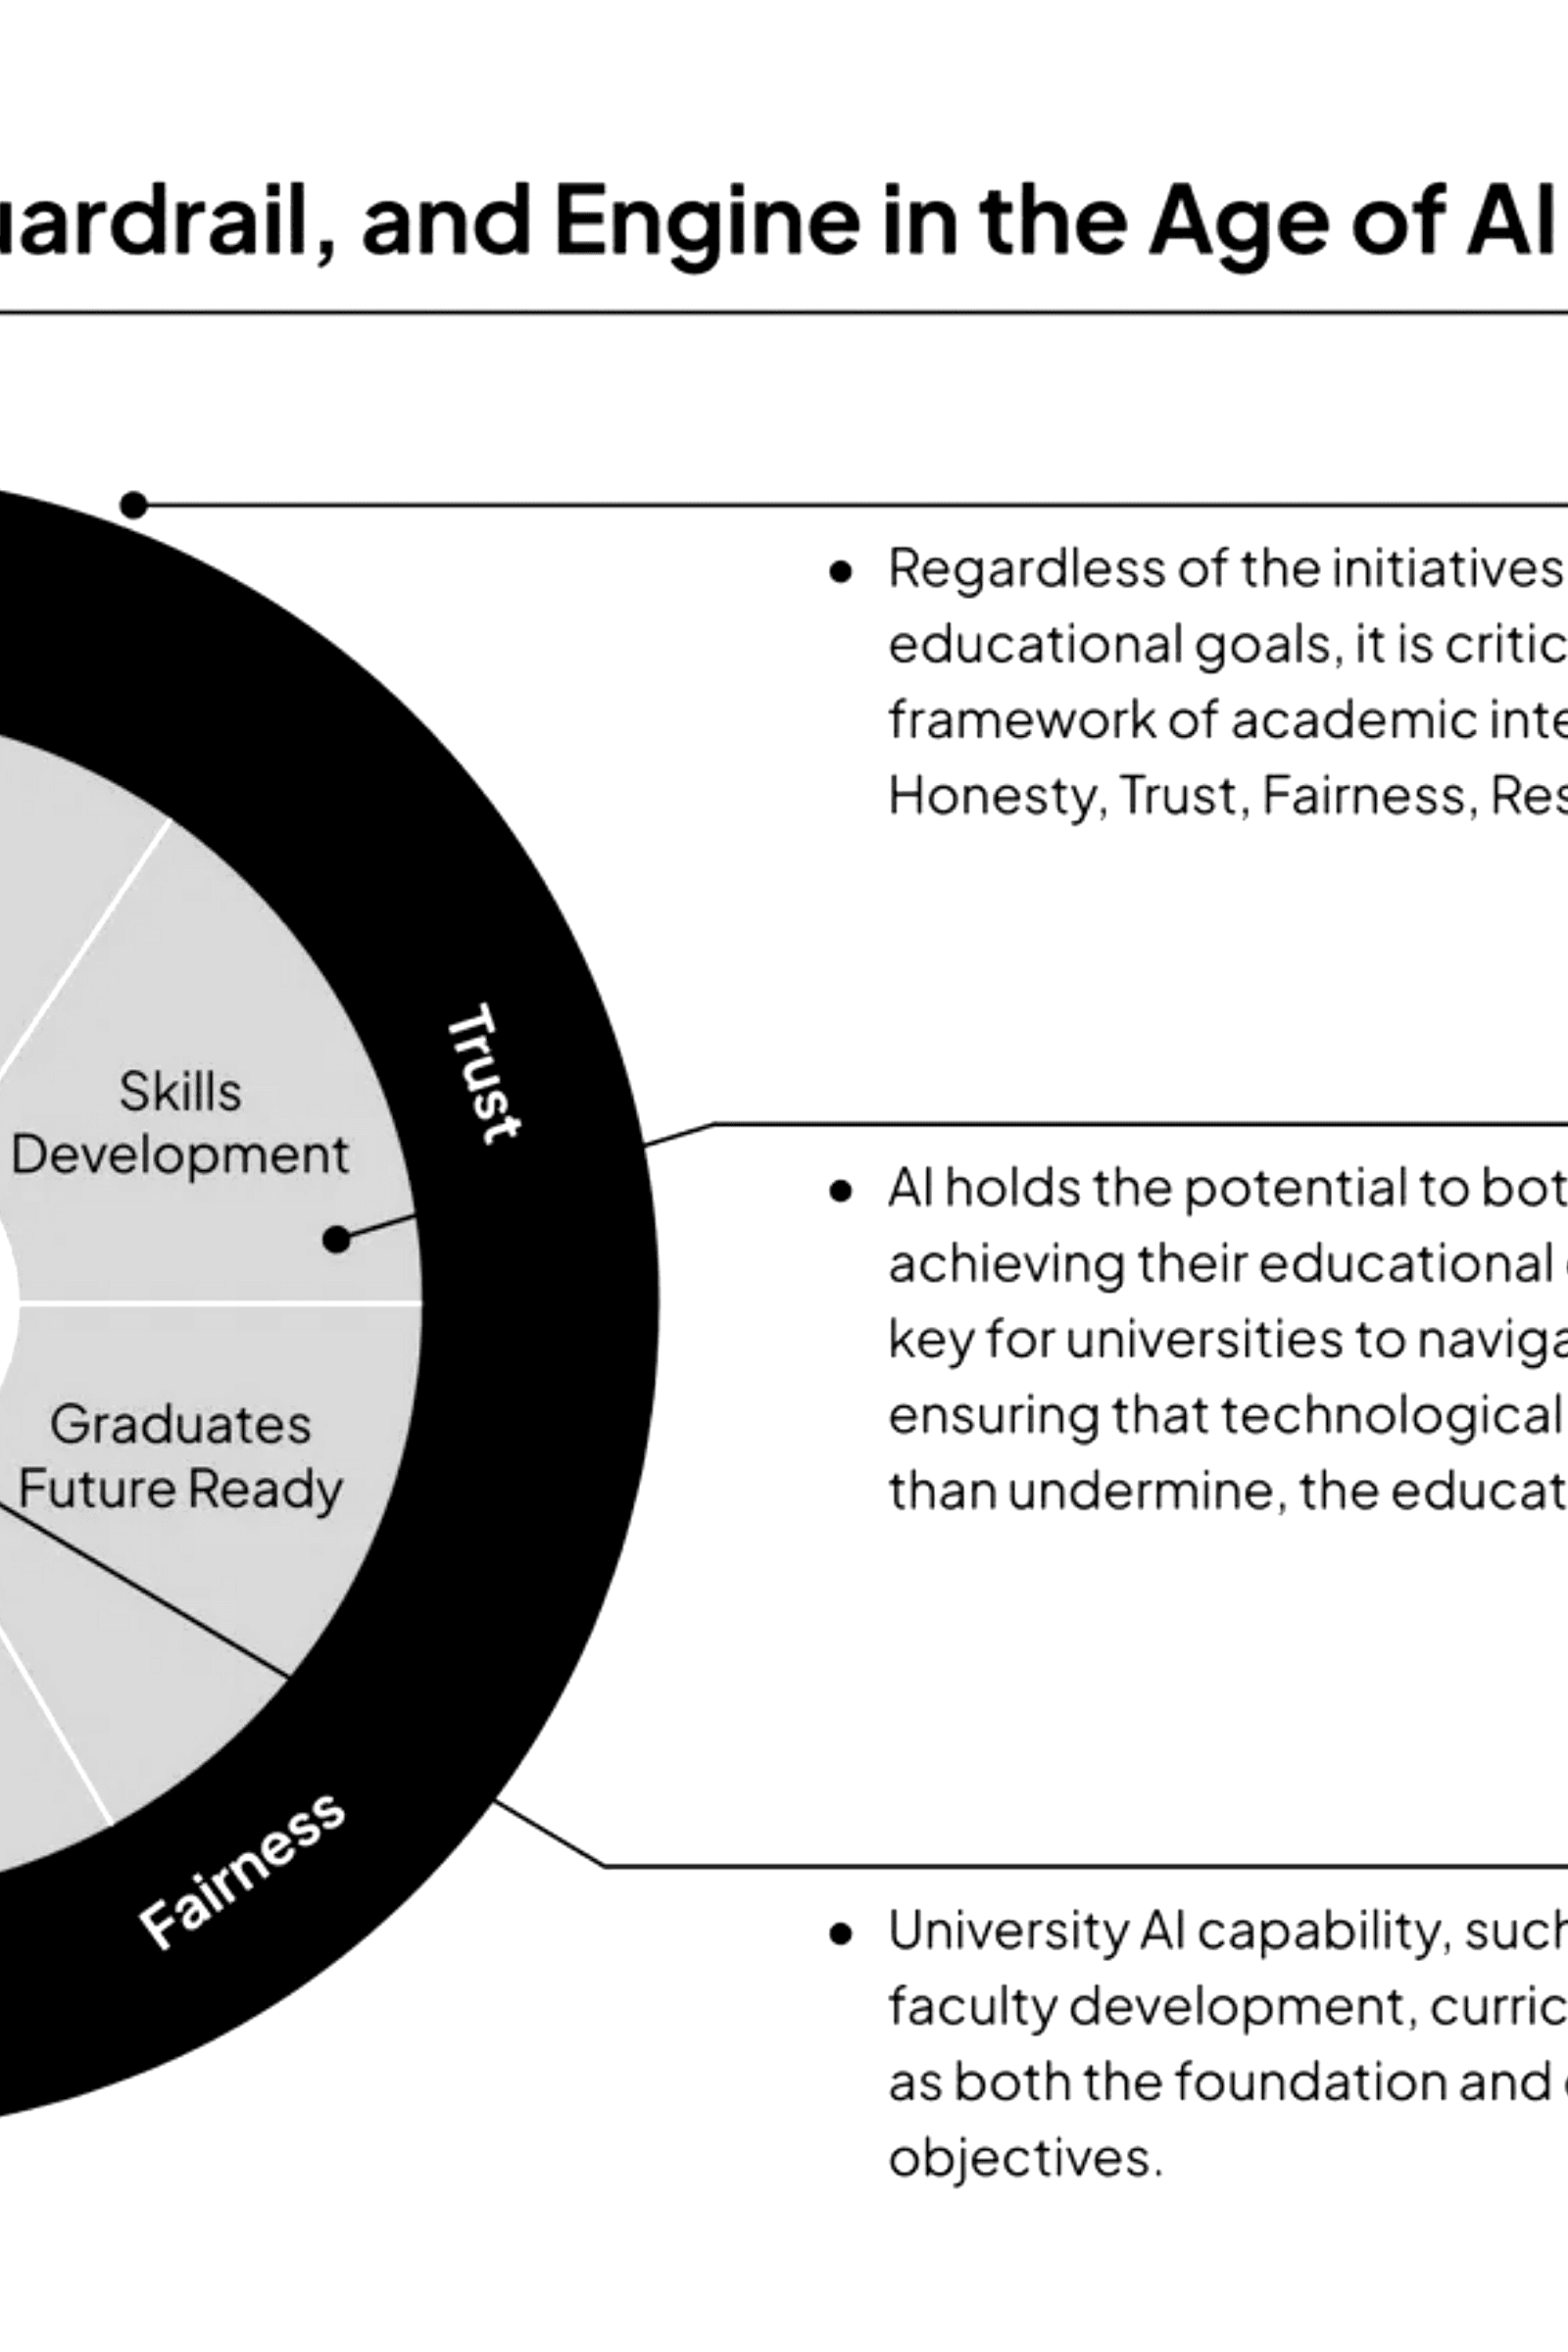 uardrail, and Engine in the Age of AI
Regardless of the initiatives
educational goals, it is critic
framework of academic inte
Honesty, Trust, Fairness, Res
Trust
Skills
Development
AI holds the potential to bot
achieving their educational
key for universities to naviga
ensuring that technological
than undermine, the educat
Graduates
Future Ready
Fairness
University AI capability, such
faculty development, curric
as both the foundation and
objectives.